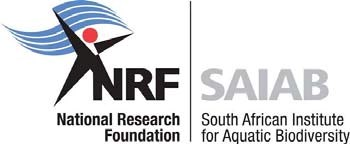 NRF
National Research
Foundation
SAIAB
South African Institute
for Aquatic Biodiversity